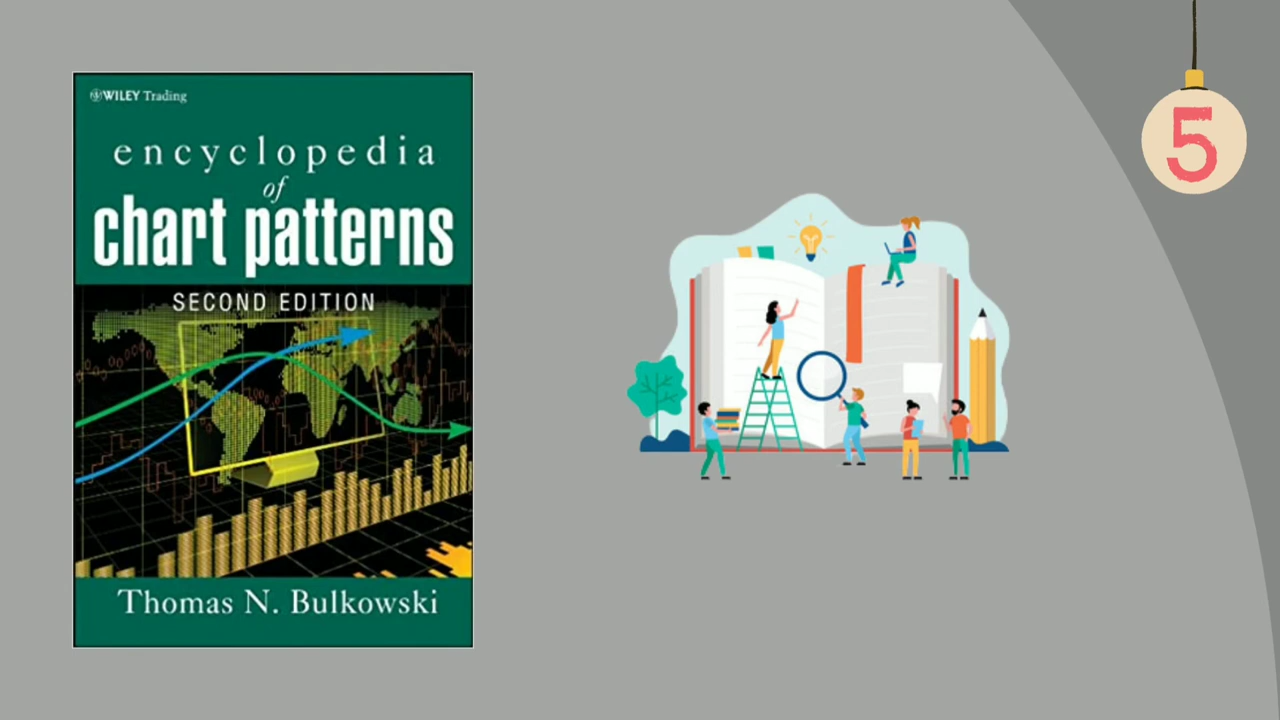 WILEY Trading
encyclopedia
of
chart patterns
SECOND EDITION
Thomas N. Bulkowski
5